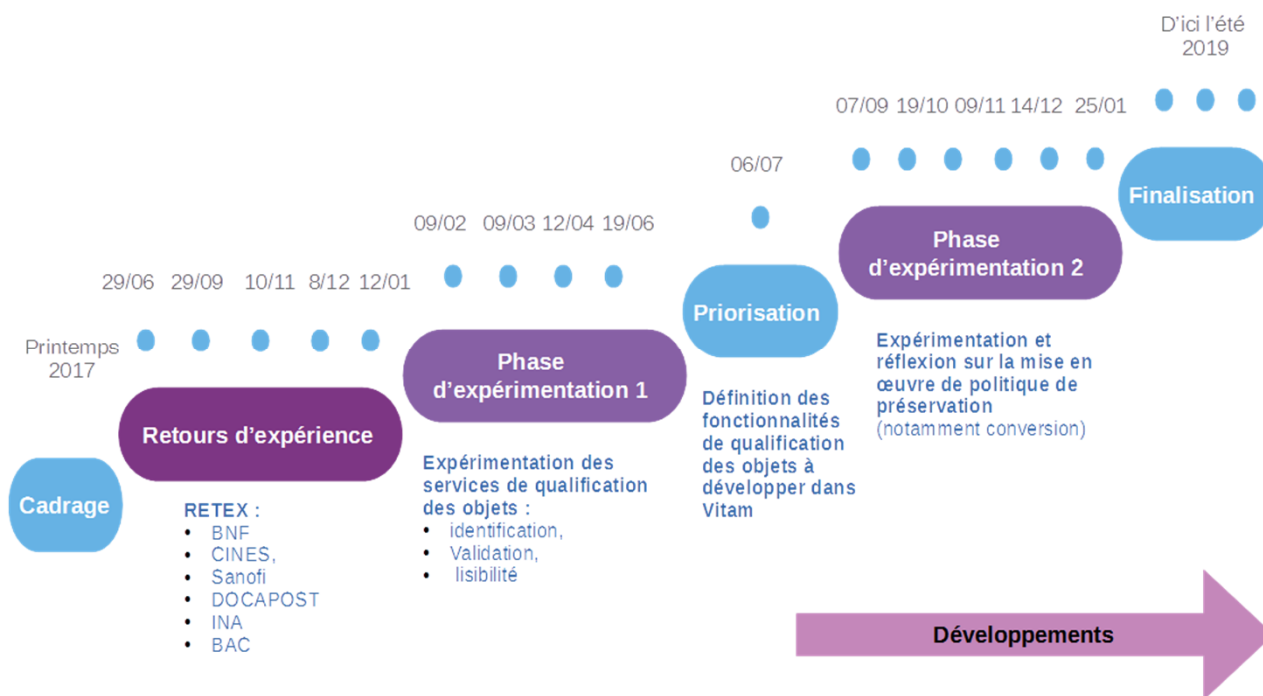 Printemps
2017
Cadrage
29/06 29/09 10/11 8/12 12/01
Retours d'expérience
RETEX :
• BNF
• CINES,
• Sanofi
• DOCAPOST
• INA
• BAC
09/02 09/03 12/04 19/06
Phase
d'expérimentation 1
Expérimentation des
services de qualification
des objets :
• identification,
• Validation,
• lisibilité
06/07
Priorisation
Définition des
fonctionnalités
de qualification
des objets à
développer dans
Vitam
07/09 19/10 09/11 14/12 25/01
Phase
d'expérimentation 2
Expérimentation et
réflexion sur la mise en
œuvre de politique de
préservation
(notamment conversion)
D'ici l'été
2019
Finalisation
Développements